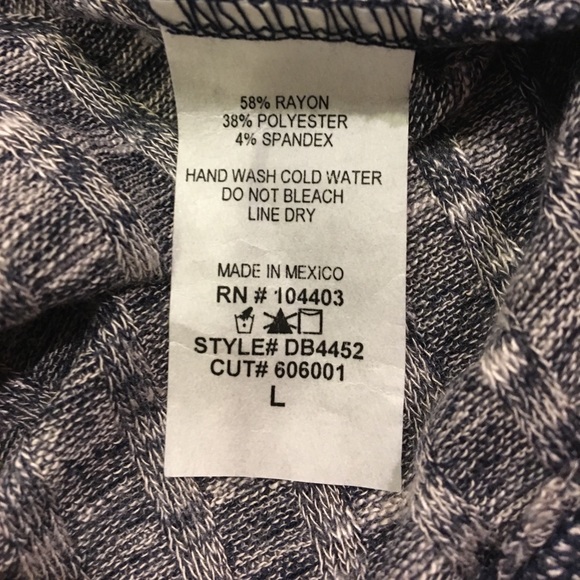 58% RAYON
38% POLYESTER
4% SPANDEX
HAND WASH COLD WATER
DO NOT BLEACH
LINE DRY
MADE IN MEXICO
RN # 104403
STYLE# DB4452
CUT# 606001
L